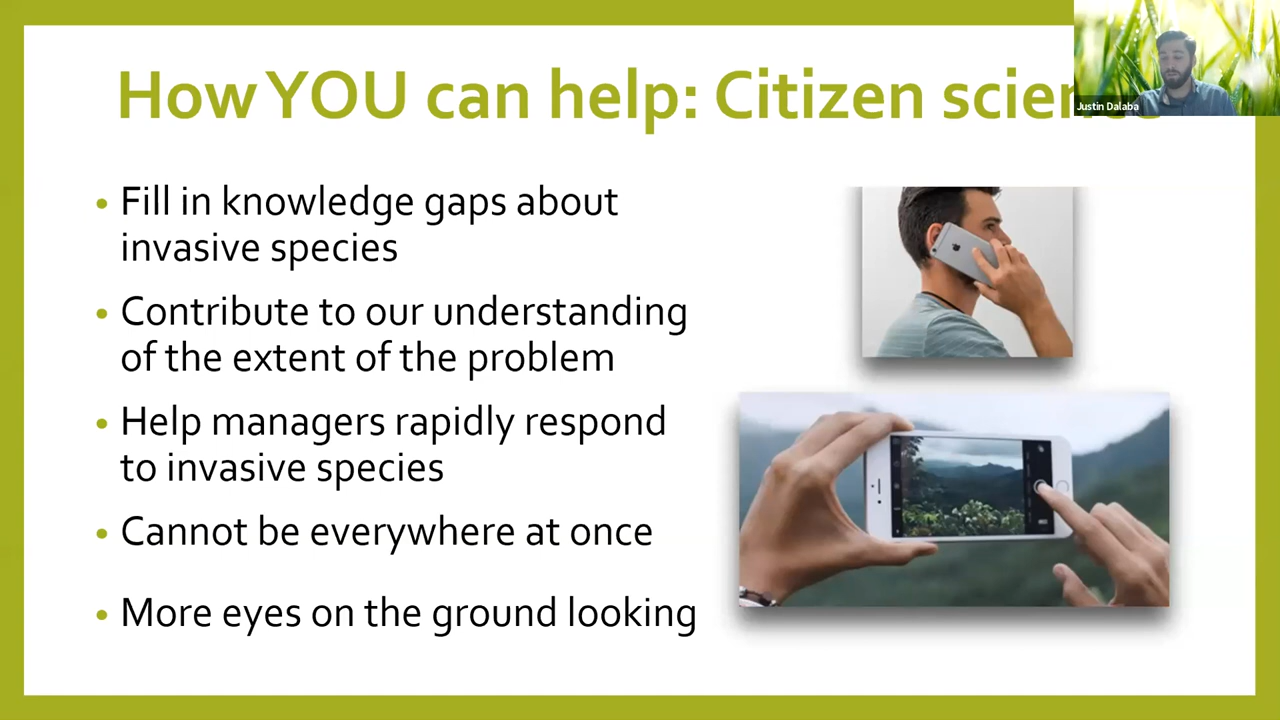 How YOU can help: Citizen science
Justin Dalaba
• Fill in knowledge gaps about
invasive species
• Contribute to our understanding
of the extent of the problem
• Help managers rapidly respond
to invasive species
• Cannot be everywhere at once
• More eyes on the ground looking